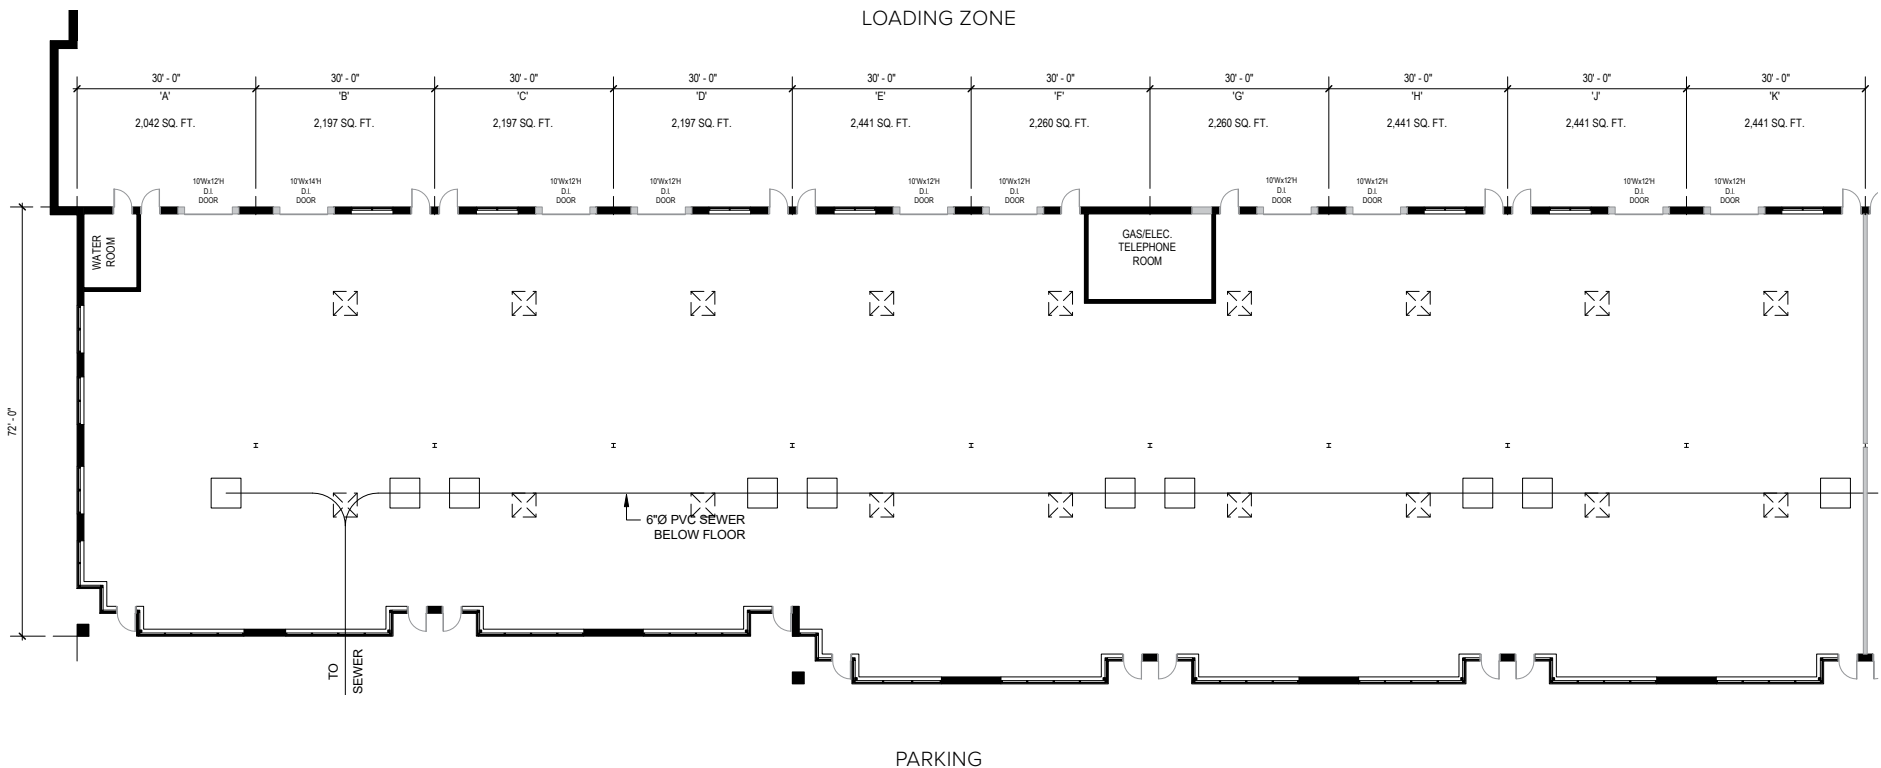 LOADING ZONE
30' - 0" 30' - 0" 30' - 0" 30' - 0" 30' - 0" 30' - 0" 30' - 0" 30' - 0" 30' - 0" 30' - 0"
'A' 'B' 'C' 'D' 'E' 'F' 'G' 'H' 'J' 'K'
2,042 SQ. FT. 2,197 SQ. FT. 2,197 SQ. FT. 2,197 SQ. FT. 2,441 SQ. FT. 2,260 SQ. FT. 2,260 SQ. FT. 2,441 SQ. FT. 2,441 SQ. FT. 2,441 SQ. FT.
10'Wx12'H
D.I.
DOOR
10'Wx14'H
D.I.
DOOR
10'Wx12'H
D.I.
DOOR
10'Wx12'H
D.I.
DOOR
10'Wx12'H
D.I.
DOOR
10'Wx12'H
D.I.
DOOR
10'Wx12'H
D.I.
DOOR
10'Wx12'H
D.I.
DOOR
10'Wx12'H
D.I.
DOOR
10'Wx12'H
D.I.
DOOR
WATER
ROOM
GAS/ELEC.
TELEPHONE
ROOM
72' - 0"
6"Ø PVC SEWER
BELOW FLOOR
TO
SEWER
PARKING